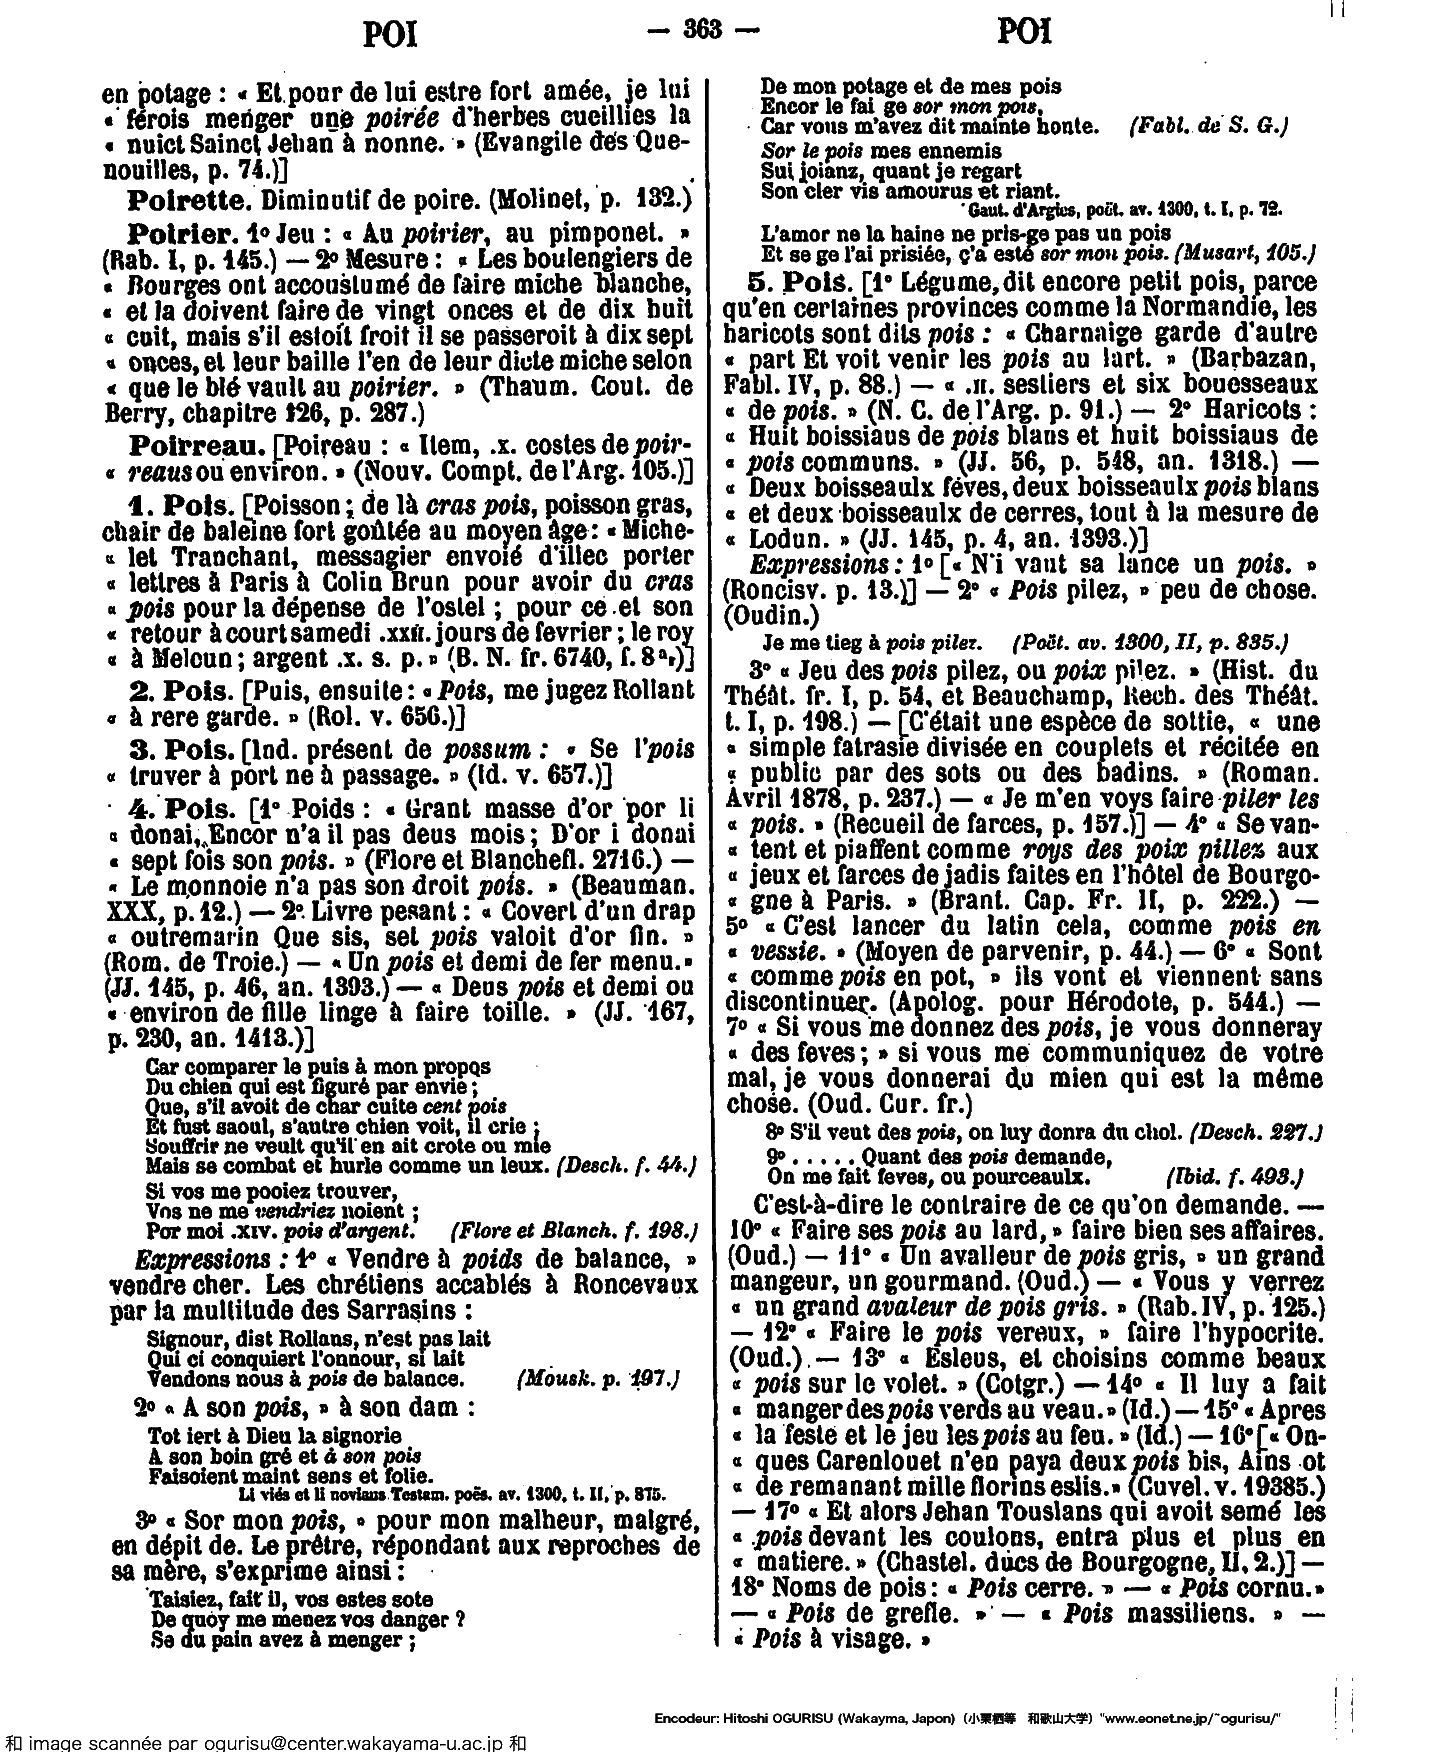 POI
— 363 —
POI
en potage : « Et pour de lui estre fort amée, je lui
« férois menger une poirée d'herbes cueillies la
« nuict Sainct Jehan à nonne. » (Evangile des Que-
nouilles, p. 74.)]
Poirette. Diminutif de poire. (Molinet, p. 132.)
Poirier. 1º Jeu : « Au poirier, au pimponet. »
(Rab. I, p. 145.) — 2º Mesure : « Les boulengiers de
« Bourges ont accoustumé de faire miche blanche,
« et la doivent faire de vingt onces et de dix huit
« cuit, mais s'il estoit froit il se passeroit à dix sept
« onces, et leur baille l'en de leur dicte miche selon
« que le blé vault au poirier. » (Thaum. Cout. de
Berry, chapitre 126, p. 287.)
Poirreau. [Poireau : « Item, .x. costes de poir-
« reaus ou environ. » (Nouv. Compt. de l'Arg. 105.)]
1. Pois. [Poisson ; de là cras pois, poisson gras,
chair de baleine fort goûtée au moyen âge : « Miche-
« let Tranchant, messagier envoié d'illec porter
« lettres à Paris à Colin Brun pour avoir du cras
« pois pour la dépense de l'ostel ; pour ce et son
« retour à court samedi .xxii. jours de fevrier ; le roy
« à Meleun ; argent .x. s. p. » (B. N. fr. 6740, f. 8 a.)]
2. Pois. [Puis, ensuite : « Pois, me jugez Rollant
« à rere garde. » (Rol. v. 656.)]
3. Pois. [Ind. présent de possum : « Se l'pois
« truver à port ne à passage. » (Id. v. 657.)]
4. Pois. [1º Poids : « Grant masse d'or por li
« donai, Encor n'a il pas deus mois ; D'or i donai
« sept fois son pois. » (Flore et Blanchefl. 2716.) —
« Le monnoie n'a pas son droit pois. » (Beauman.
XXX, p. 12.) — 2º Livre pesant : « Covert d'un drap
« outremarin Que sis, set pois valoit d'or fin. »
(Rom. de Troie.) — « Un pois et demi de fer menu. »
(JJ. 145, p. 46, an. 1393.) — « Deus pois et demi ou
« environ de fille linge à faire toille. » (JJ. 167,
p. 230, an. 1413.)]
Car comparer le puis à mon propos
Du chien qui est figuré par envie ;
Que, s'il avoit de char cuite cent pois
Et fust saoul, s'autre chien voit, il crie ;
Souffrir ne veult qu'il en ait crote ou mie
Mais se combat et hurle comme un leux. (Desch. f. 44.)
Si vos me pooiez trouver,
Vos ne me vendriez noient ;
Por moi .XIV. pois d'argent. (Flore et Blanch. f. 198.)
Expressions : 1º « Vendre à poids de balance, »
vendre cher. Les chrétiens accablés à Roncevaux
par la multitude des Sarrasins :
Signour, dist Rollans, n'est pas lait
Qui ci conquiert l'onnour, si lait
Vendons nous à pois de balance. (Mousk. p. 197.)
2º « A son pois, » à son dam :
Tot iert à Dieu la signorie
A son boin gré et à son pois
Faisoient maint sens et folie.
Li viés et li noviaus Testam. poës. av. 1300, t. II, p. 875.
3º « Sor mon pois, » pour mon malheur, malgré,
en dépit de. Le prêtre, répondant aux reproches de
sa mère, s'exprime ainsi :
Taisiez, fait il, vos estes sote
De quoy me menez vos danger ?
Se du pain avez à menger ;
De mon potage et de mes pois
Encor le fai ge sor mon pois,
Car vous m'avez dit mainte honte. (Fabl. de S. G.)
Sor le pois mes ennemis
Sui joianz, quant je regart
Son cler vis amourus et riant.
Gaut. d'Argies, poët. av. 1300, t. I, p. 72.
L'amor ne la haine ne pris-ge pas un pois
Et se ge l'ai prisiée, ç'a esté sor mon pois. (Musart, 105.)
5. Pois. [1º Légume, dit encore petit pois, parce
qu'en certaines provinces comme la Normandie, les
haricots sont dits pois : « Charnaige garde d'autre
« part Et voit venir les pois au lart. » (Barbazan,
Fabl. IV, p. 88.) — « .II. sestiers et six bouesseaux
« de pois. » (N. C. de l'Arg. p. 91.) — 2º Haricots :
« Huit boissiaus de pois blans et huit boissiaus de
« pois communs. » (JJ. 56, p. 548, an. 1318.) —
« Deux boisseaulx féves, deux boisseaulx pois blans
« et deux boisseaulx de cerres, tout à la mesure de
« Lodun. » (JJ. 145, p. 4, an. 1393.)]
Expressions : 1º [« N'i vaut sa lance un pois. »
(Roncisv. p. 13.)] — 2º « Pois pilez, » peu de chose.
(Oudin.)
Je me tieg à pois pilez. (Poët. av. 1300, II, p. 835.)
3º « Jeu des pois pilez, ou poix pilez. » (Hist. du
Théât. fr. I, p. 54, et Beauchamp, Rech. des Théât.
t. I, p. 198.) — [C'était une espèce de sottie, « une
« simple fatrasie divisée en couplets et récitée en
« public par des sots ou des badins. » (Roman.
Avril 1878, p. 237.) — « Je m'en voys faire piler les
« pois. » (Recueil de farces, p. 157.)] — 4º « Se van-
« tent et piaffent comme roys des poix pillez aux
« jeux et farces de jadis faites en l'hôtel de Bourgo-
« gne à Paris. » (Brant. Cap. Fr. II, p. 222.) —
5º « C'est lancer du latin cela, comme pois en
« vessie. » (Moyen de parvenir, p. 44.) — 6º « Sont
« comme pois en pot, » ils vont et viennent sans
discontinuer. (Apolog. pour Hérodote, p. 544.) —
7º « Si vous me donnez des pois, je vous donneray
« des feves ; » si vous me communiquez de votre
mal, je vous donnerai du mien qui est la même
chose. (Oud. Cur. fr.)
8º S'il veut des pois, on luy donra du chol. (Desch. 227.)
9º . . . . . Quant des pois demande,
On me fait feves, ou pourceaulx. (Ibid. f. 493.)
C'est-à-dire le contraire de ce qu'on demande. —
10º « Faire ses pois au lard, » faire bien ses affaires.
(Oud.) — 11º « Un avalleur de pois gris, » un grand
mangeur, un gourmand. (Oud.) — « Vous y verrez
« un grand avaleur de pois gris. » (Rab. IV, p. 125.)
— 12º « Faire le pois vereux, » faire l'hypocrite.
(Oud.) — 13º « Esleus, et choisins comme beaux
« pois sur le volet. » (Cotgr.) — 14º « Il luy a fait
« manger des pois verds au veau. » (Id.) — 15º « Apres
« la feste et le jeu les pois au feu. » (Id.) — 16º [« On-
« ques Carenlouet n'en paya deux pois bis, Ains ot
« de remanant mille florins eslis. » (Cuvel. v. 19385.)
— 17º « Et alors Jehan Touslans qui avoit semé les
« pois devant les coulons, entra plus et plus en
« matiere. » (Chastel. ducs de Bourgogne, II, 2.)] —
18º Noms de pois : « Pois cerre. » — « Pois cornu. »
— « Pois de grefle. » — « Pois massiliens. » —
« Pois à visage. »
Encodeur: Hitoshi OGURISU (Wakayma, Japon) (小栗栖等 和歌山大学) "www.eonet.ne.jp/~ogurisu/"
和 image scannée par ogurisu@center.wakayama-u.ac.jp 和